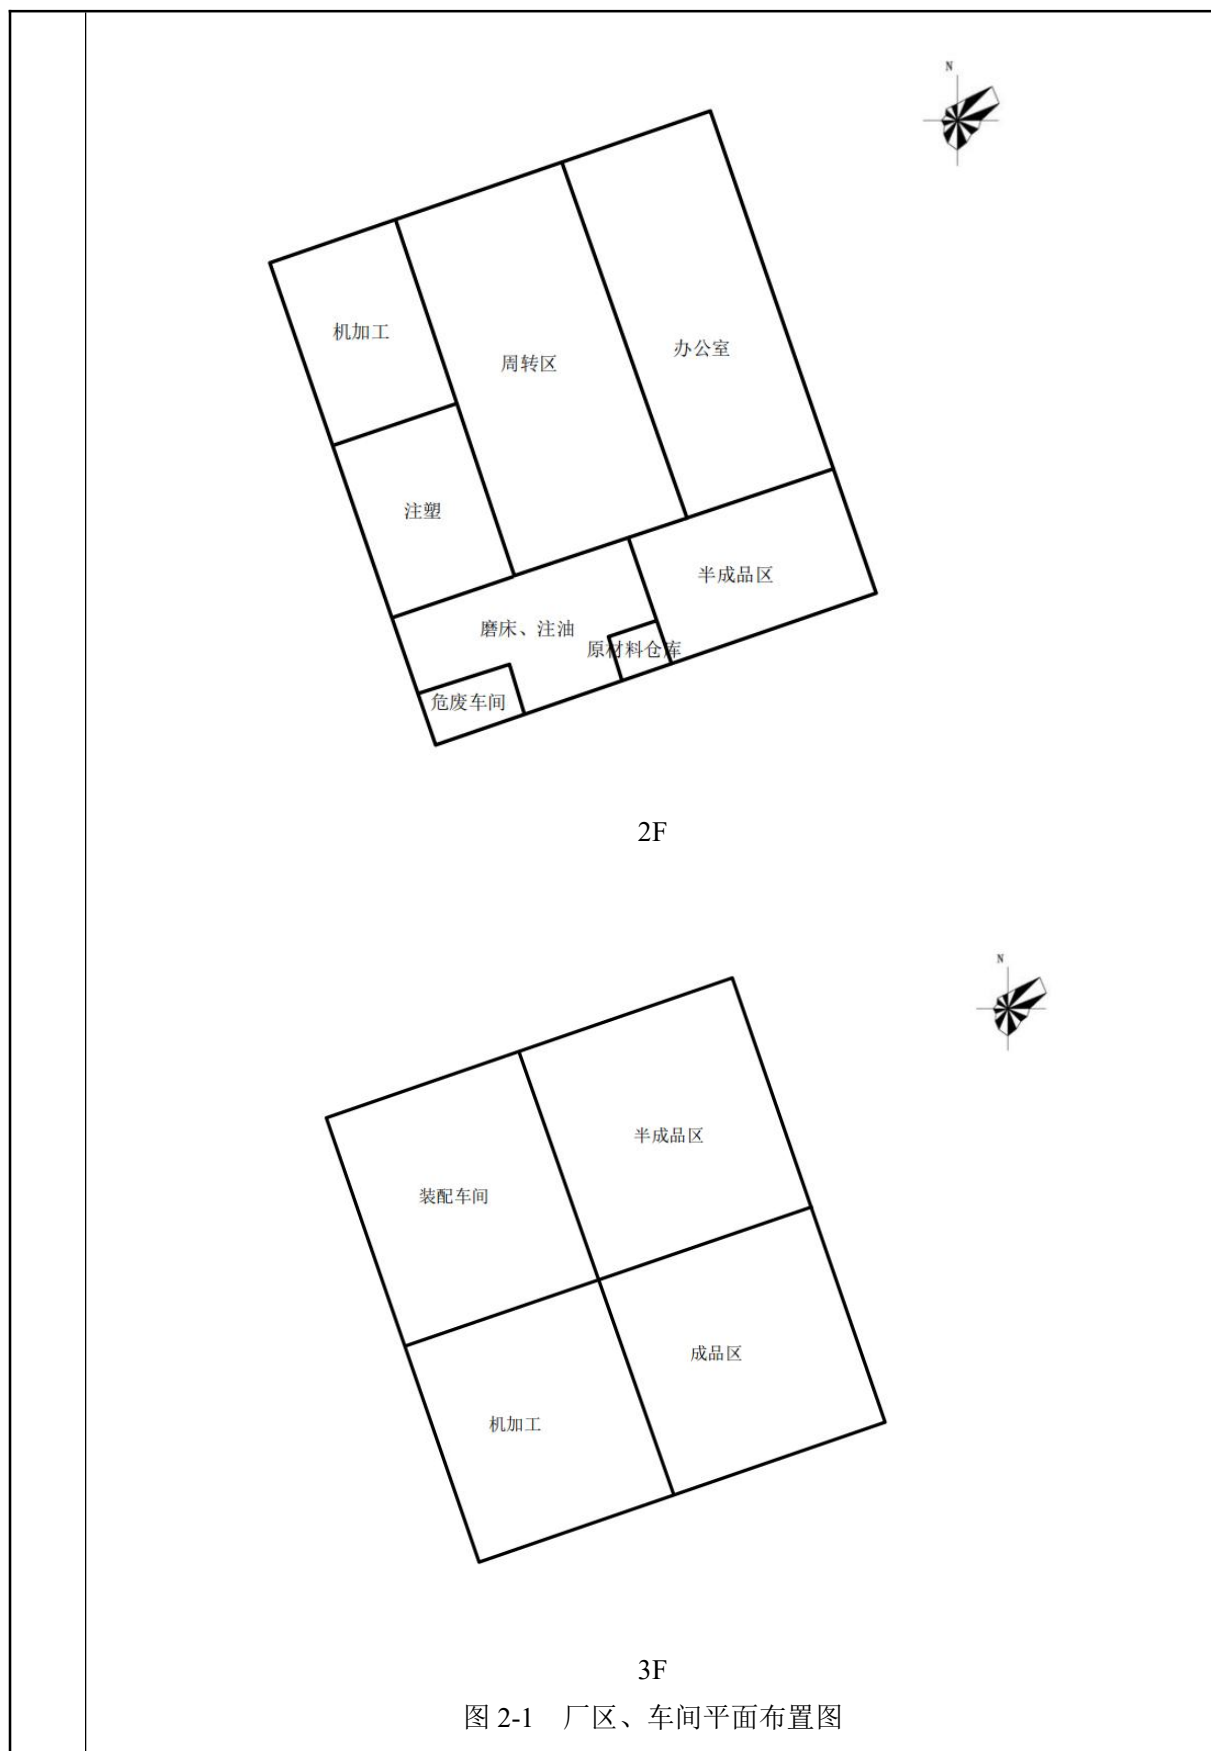 N
机加工
周转区
办公室
注塑
半成品区
磨床、注油
原材料仓库
危废车间
2F
N
半成品区
装配车间
成品区
机加工
3F
图 2-1 厂区、车间平面布置图